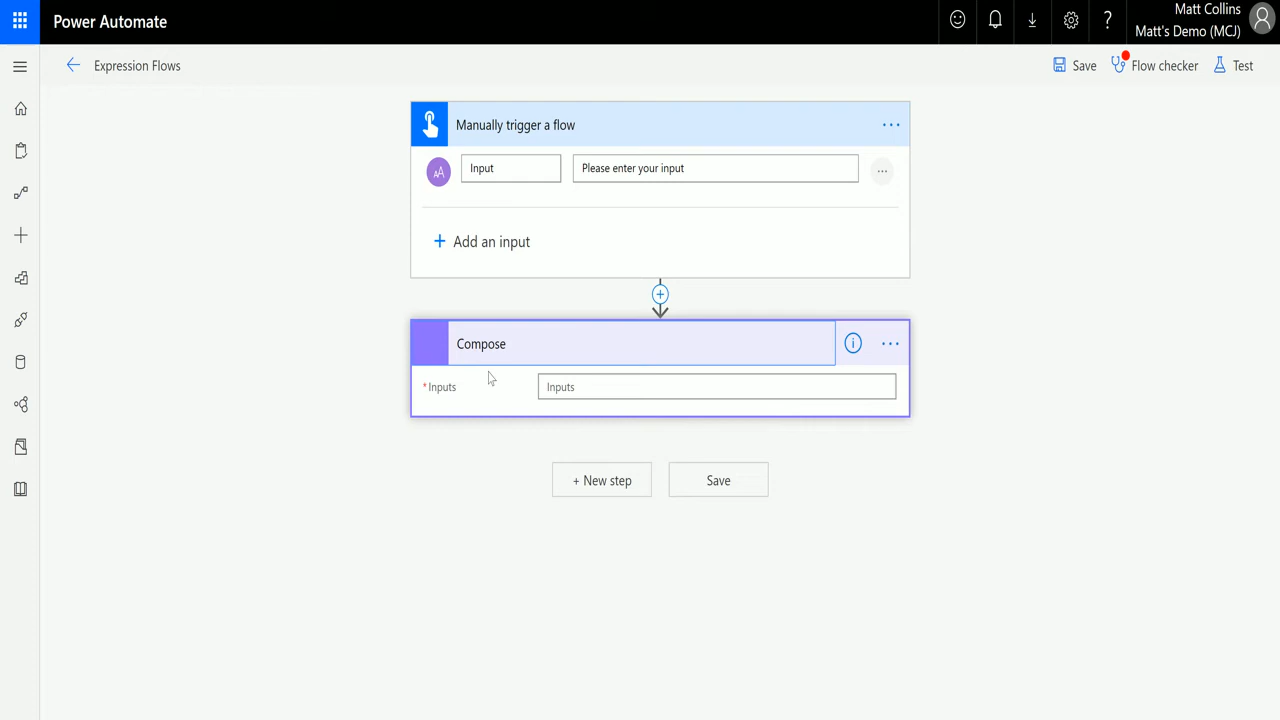 Power Automate
?
Matt Collins
Matt's Demo (MCJ)
Expression Flows
Save
Flow checker
Test
Manually trigger a flow
AA
Input
Please enter your input
+ Add an input
Compose
* Inputs
Inputs
+ New step
Save